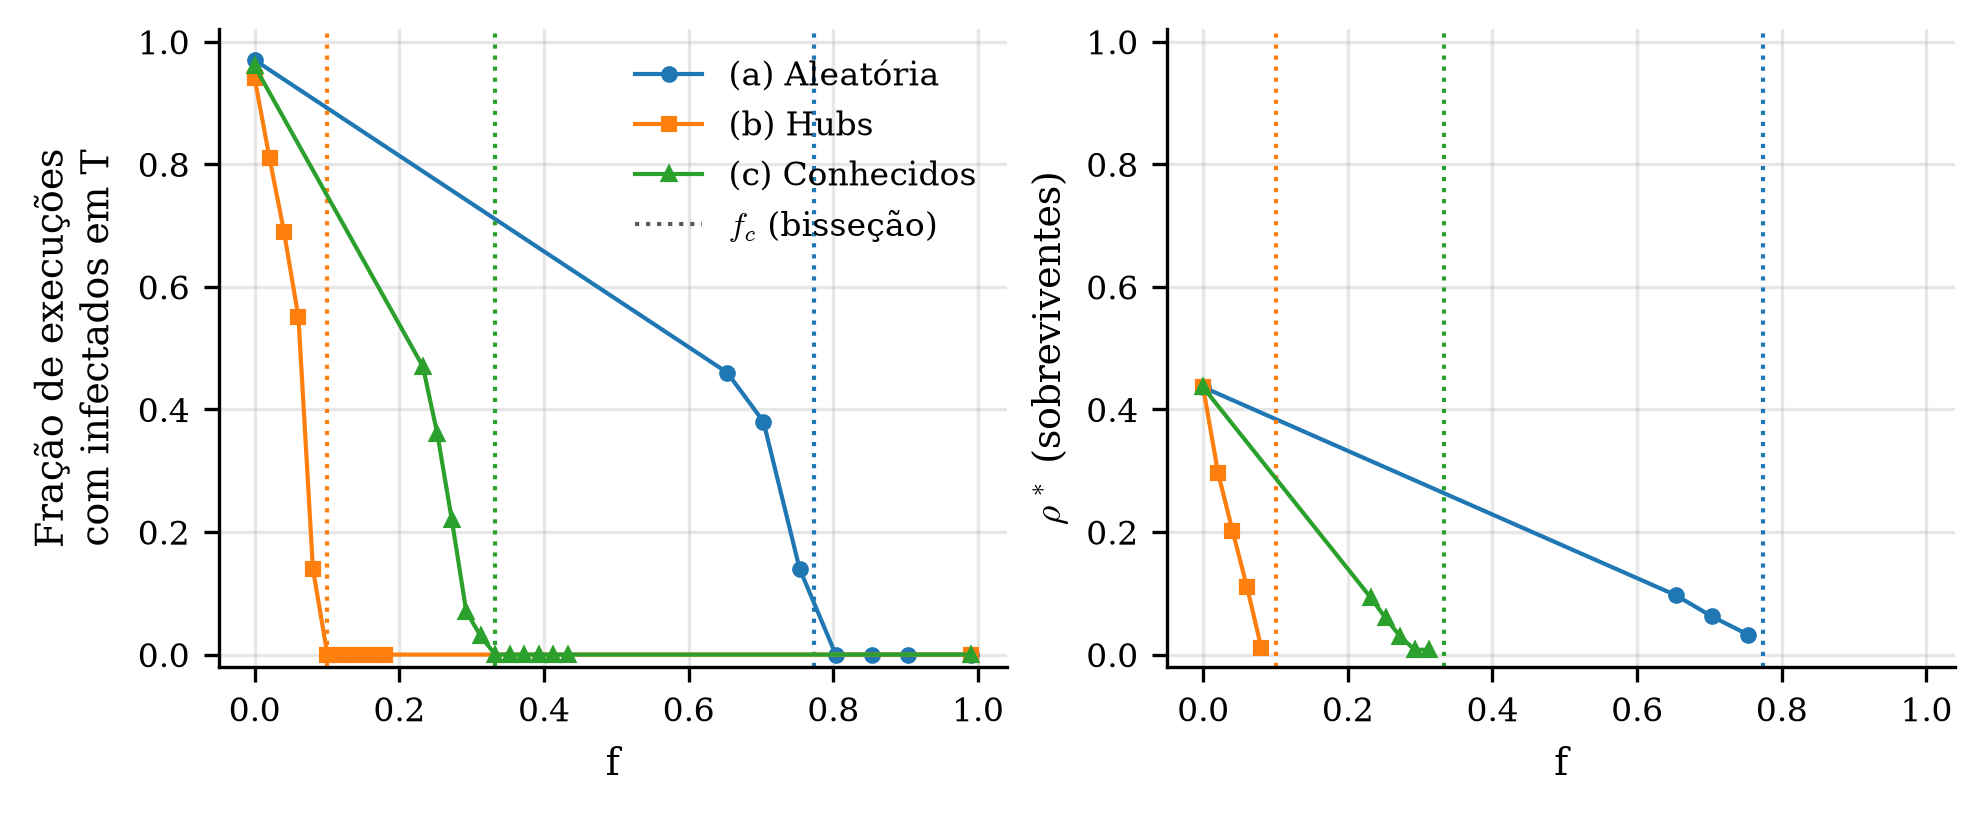 Fração de execuções
com infectados em T
1.0
0.8
0.6
0.4
0.2
0.0
0.0 0.2 0.4 0.6 0.8 1.0
f
(a) Aleatória
(b) Hubs
(c) Conhecidos
f_c (bisseção)
ρ* (sobreviventes)
1.0
0.8
0.6
0.4
0.2
0.0
0.0 0.2 0.4 0.6 0.8 1.0
f